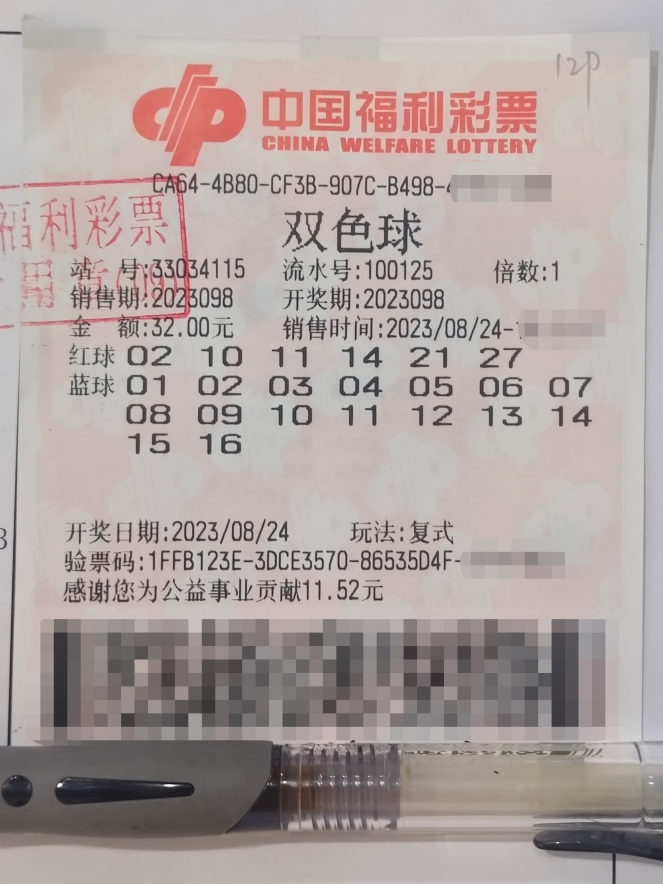 12p
中国福利彩票
CHINA WELFARE LOTTERY
CA64-4B80-CF3B-907C-B498-
福利彩票
双色球
站 号:33034115 流水号:100125 倍数:1
销售期:2023098 开奖期:2023098
金 额:32.00元 销售时间:2023/08/24-
红球 02 10 11 14 21 27
蓝球 01 02 03 04 05 06 07
08 09 10 11 12 13 14
15 16
开奖日期:2023/08/24 玩法:复式
验票码:1FFB123E-3DCE3570-86535D4F-
感谢您为公益事业贡献11.52元